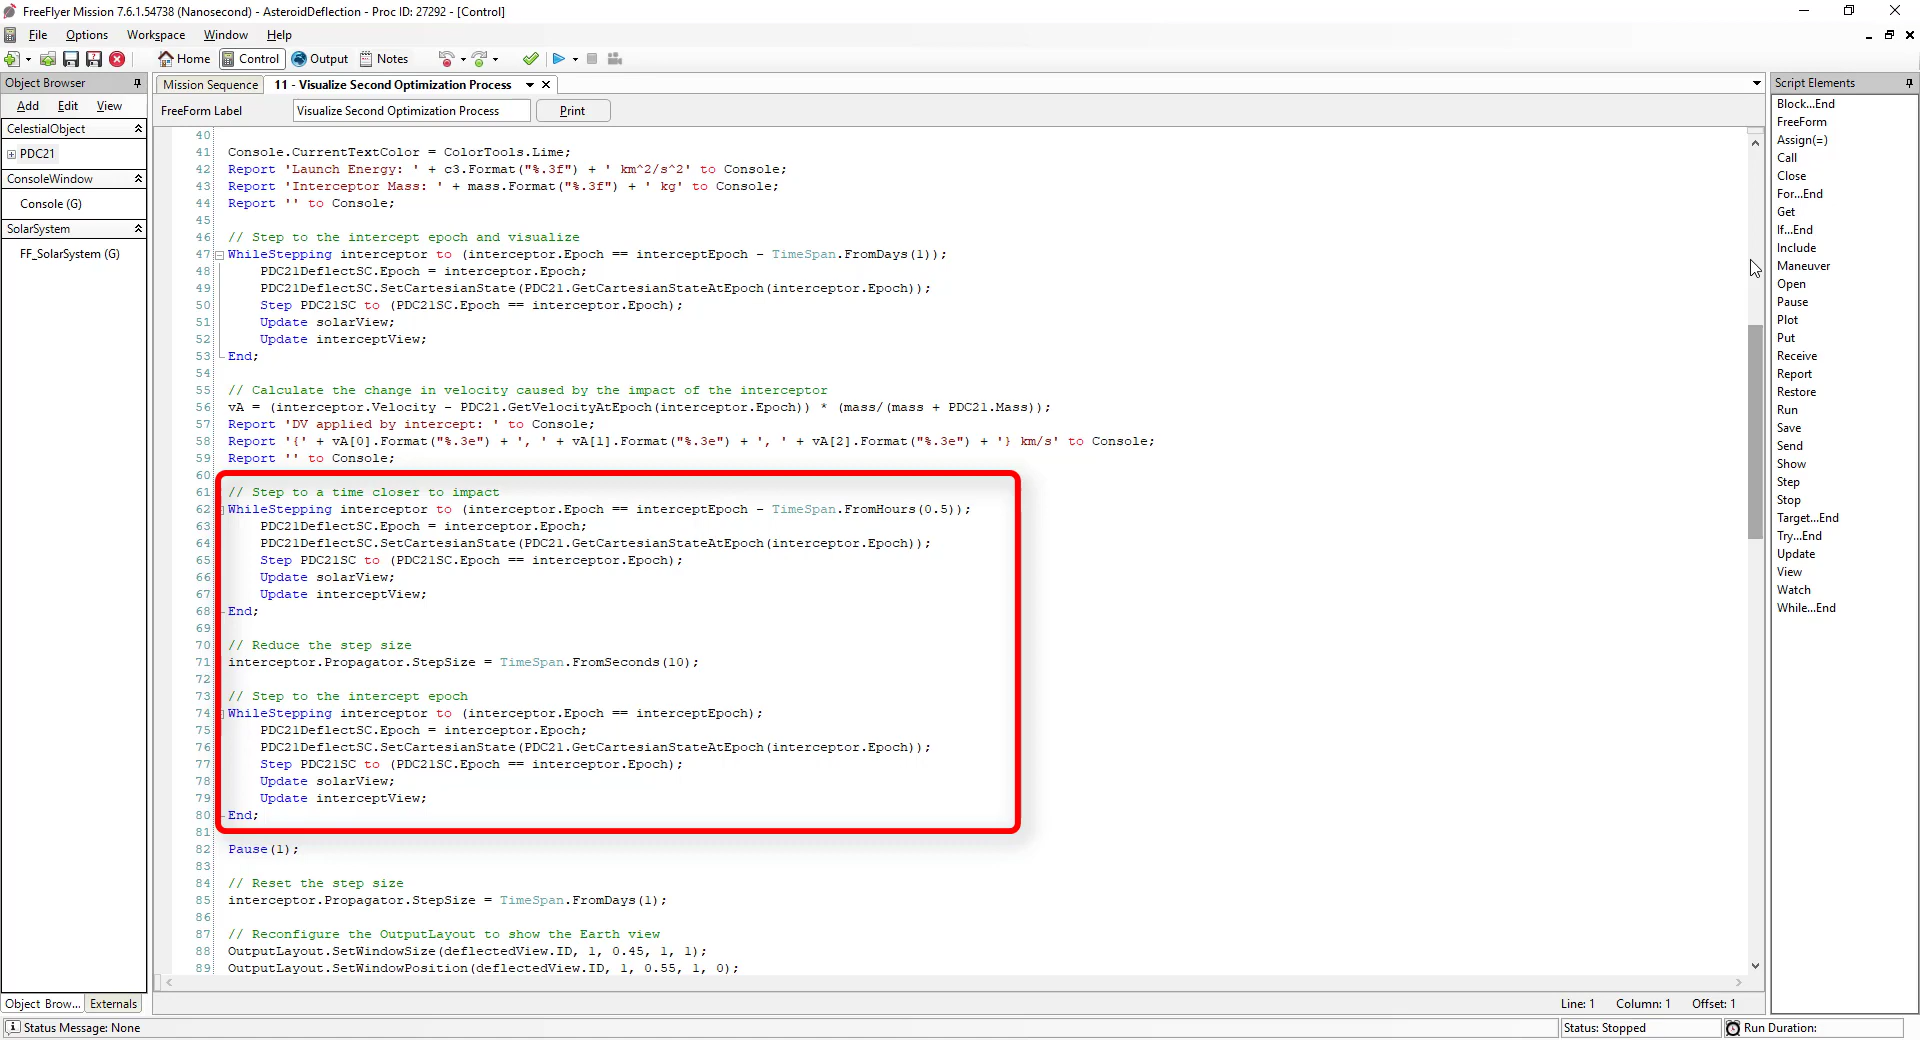 FreeFlyer Mission 7.6.1.54738 (Nanosecond) - AsteroidDeflection - Proc ID: 27292 - [Control]
File Options Workspace Window Help
Home Control Output Notes
Object Browser
Add Edit View
CelestialObject
PDC21
ConsoleWindow
Console (G)
SolarSystem
FF_SolarSystem (G)
Object Brow... Externals
Mission Sequence 11 - Visualize Second Optimization Process
FreeForm Label Visualize Second Optimization Process Print
40
41 Console.CurrentTextColor = ColorTools.Lime;
42 Report 'Launch Energy: ' + c3.Format("%.3f") + ' km^2/s^2' to Console;
43 Report 'Interceptor Mass: ' + mass.Format("%.3f") + ' kg' to Console;
44 Report '' to Console;
45
46 // Step to the intercept epoch and visualize
47 WhileStepping interceptor to (interceptor.Epoch == interceptEpoch - TimeSpan.FromDays(1));
48 PDC21DeflectSC.Epoch = interceptor.Epoch;
49 PDC21DeflectSC.SetCartesianState(PDC21.GetCartesianStateAtEpoch(interceptor.Epoch));
50 Step PDC21SC to (PDC21SC.Epoch == interceptor.Epoch);
51 Update solarView;
52 Update interceptView;
53 End;
54
55 // Calculate the change in velocity caused by the impact of the interceptor
56 vA = (interceptor.Velocity - PDC21.GetVelocityAtEpoch(interceptor.Epoch)) * (mass/(mass + PDC21.Mass));
57 Report 'DV applied by intercept: ' to Console;
58 Report '{' + vA[0].Format("%.3e") + ', ' + vA[1].Format("%.3e") + ', ' + vA[2].Format("%.3e") + '} km/s' to Console;
59 Report '' to Console;
60
61 // Step to a time closer to impact
62 WhileStepping interceptor to (interceptor.Epoch == interceptEpoch - TimeSpan.FromHours(0.5));
63 PDC21DeflectSC.Epoch = interceptor.Epoch;
64 PDC21DeflectSC.SetCartesianState(PDC21.GetCartesianStateAtEpoch(interceptor.Epoch));
65 Step PDC21SC to (PDC21SC.Epoch == interceptor.Epoch);
66 Update solarView;
67 Update interceptView;
68 End;
69
70 // Reduce the step size
71 interceptor.Propagator.StepSize = TimeSpan.FromSeconds(10);
72
73 // Step to the intercept epoch
74 WhileStepping interceptor to (interceptor.Epoch == interceptEpoch);
75 PDC21DeflectSC.Epoch = interceptor.Epoch;
76 PDC21DeflectSC.SetCartesianState(PDC21.GetCartesianStateAtEpoch(interceptor.Epoch));
77 Step PDC21SC to (PDC21SC.Epoch == interceptor.Epoch);
78 Update solarView;
79 Update interceptView;
80 End;
81
82 Pause(1);
83
84 // Reset the step size
85 interceptor.Propagator.StepSize = TimeSpan.FromDays(1);
86
87 // Reconfigure the OutputLayout to show the Earth view
88 OutputLayout.SetWindowSize(deflectedView.ID, 1, 0.45, 1, 1);
89 OutputLayout.SetWindowPosition(deflectedView.ID, 1, 0.55, 1, 0);
Line: 1 Column: 1 Offset: 1
Script Elements
Block...End
FreeForm
Assign(=)
Call
Close
For...End
Get
If...End
Include
Maneuver
Open
Pause
Plot
Put
Receive
Report
Restore
Run
Save
Send
Show
Step
Stop
Target...End
Try...End
Update
View
Watch
While...End
Status Message: None
Status: Stopped
Run Duration: